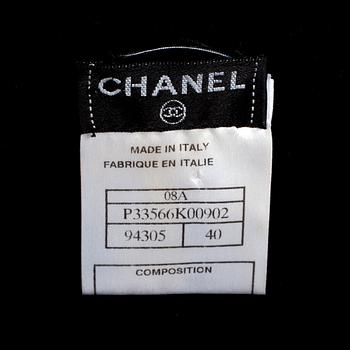 CHANEL
MADE IN ITALY
FABRIQUE EN ITALIE
08A
P33566K00902
94305 40
COMPOSITION